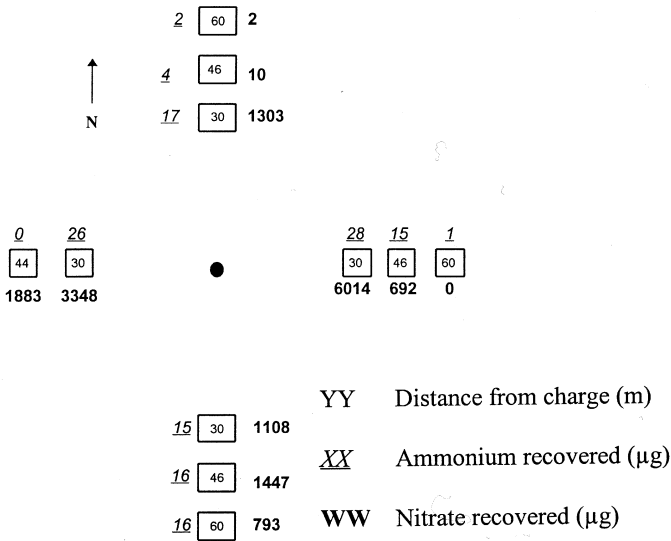 2 60 2
4 46 10
17 30 1303
N
0 26 28 15 1
44 30 30 46 60
1883 3348 6014 692 0
YY Distance from charge (m)
15 30 1108
XX Ammonium recovered (µg)
16 46 1447
WW Nitrate recovered (µg)
16 60 793